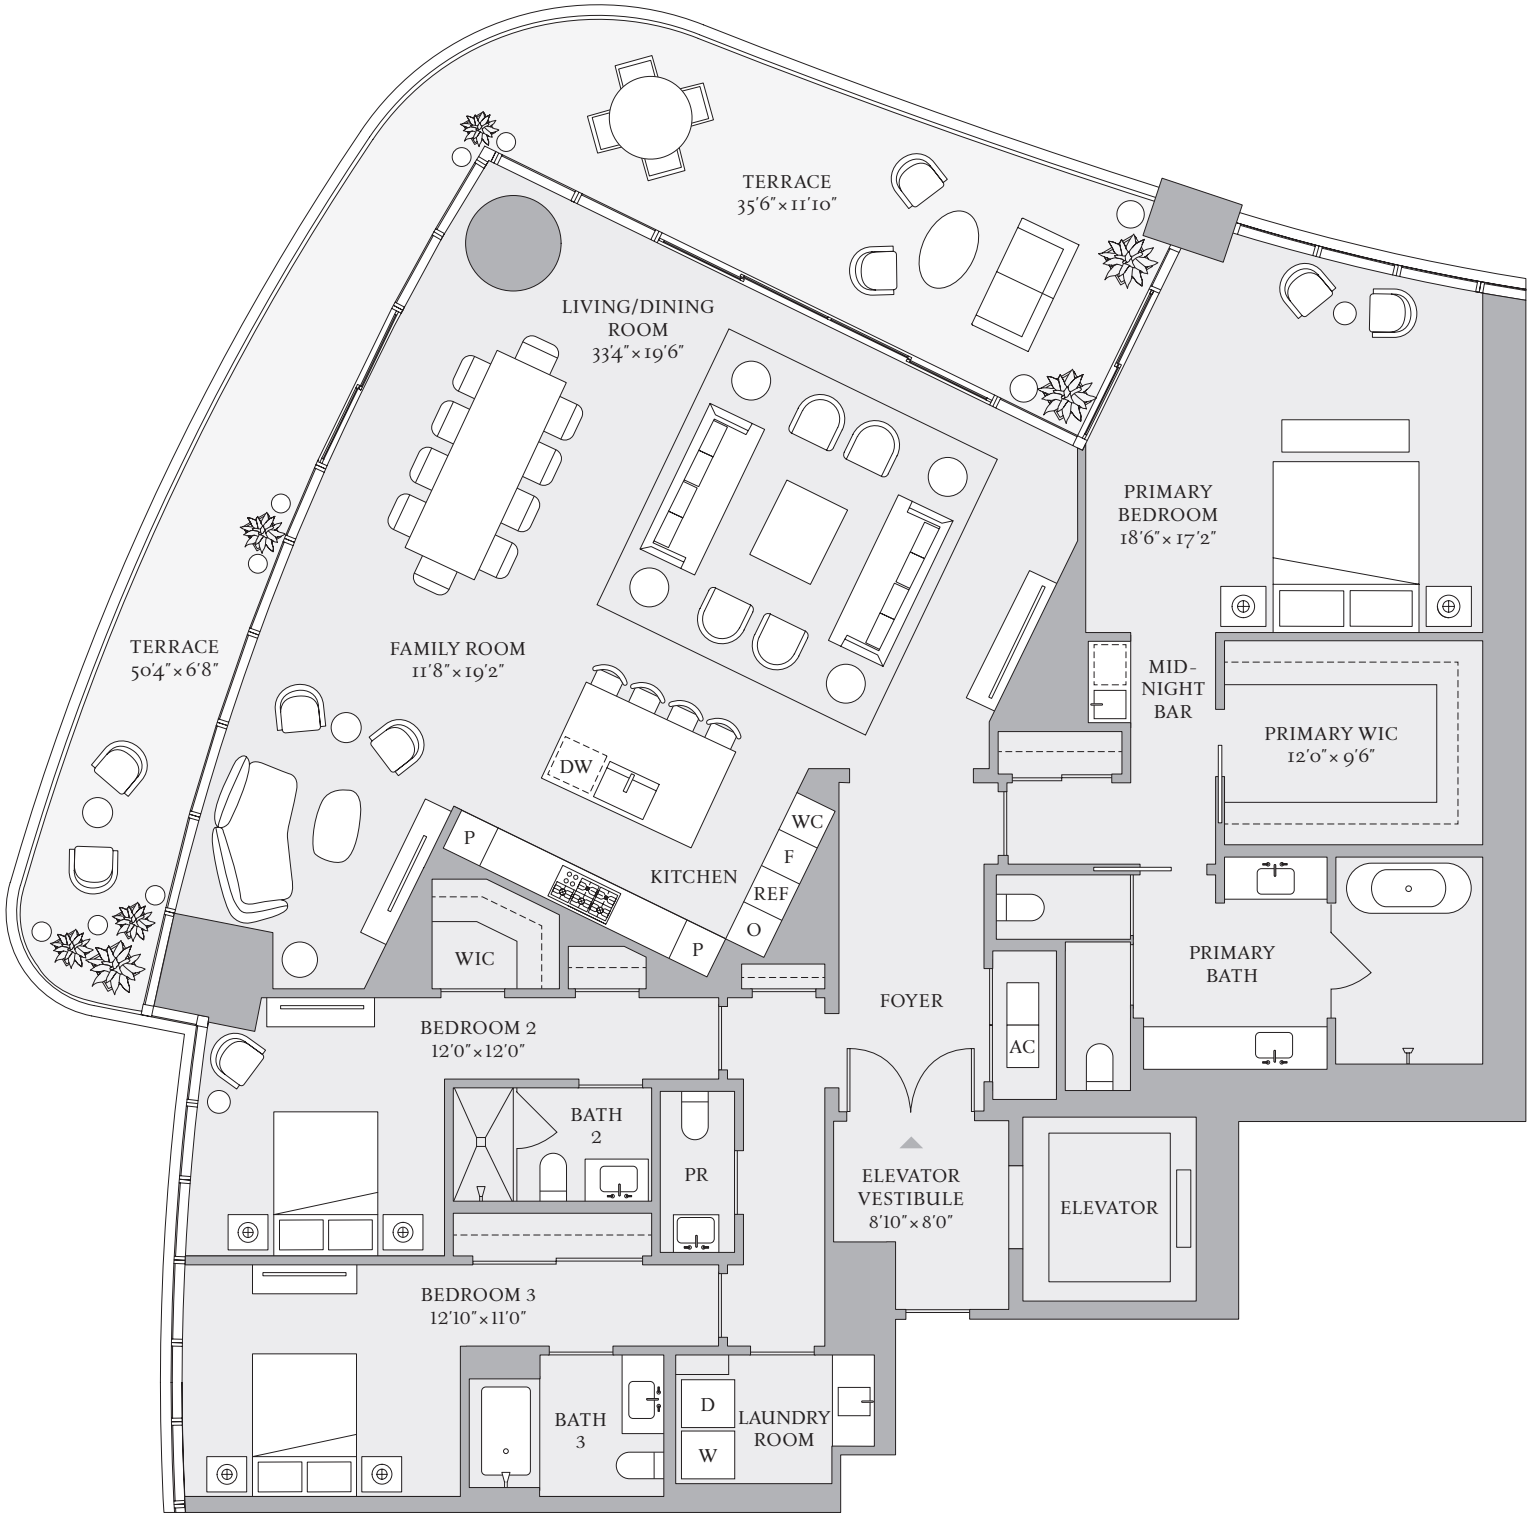 TERRACE
35'6"×11'10"
LIVING/DINING
ROOM
33'4"×19'6"
PRIMARY
BEDROOM
18'6"×17'2"
FAMILY ROOM
11'8"×19'2"
TERRACE
50'4"×6'8"
MID-
NIGHT
BAR
PRIMARY WIC
12'0"×9'6"
DW
WC
F
REF
O
P
KITCHEN
P
WIC
PRIMARY
BATH
FOYER
AC
BEDROOM 2
12'0"×12'0"
BATH
2
PR
ELEVATOR
VESTIBULE
8'10"×8'0"
ELEVATOR
BEDROOM 3
12'10"×11'0"
BATH
3
D
W
LAUNDRY
ROOM